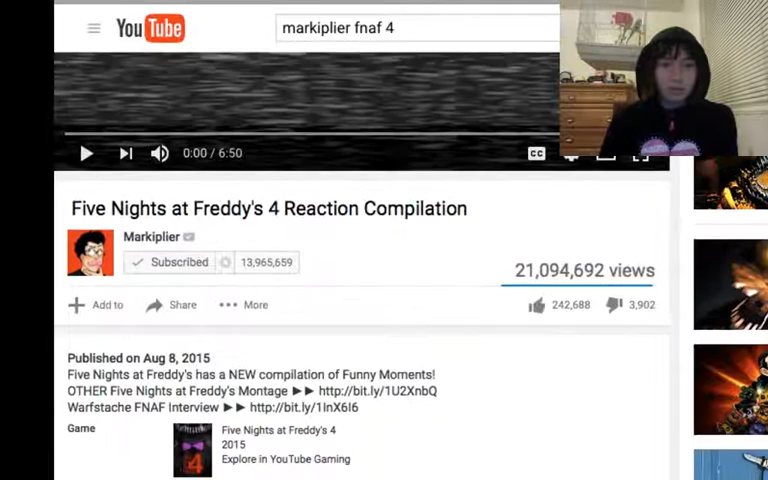 YouTube
markiplier fnaf 4
0:00 / 6:50
CC
Five Nights at Freddy's 4 Reaction Compilation
Markiplier
Subscribed 13,965,659
21,094,692 views
Add to Share More 242,688 3,902
Published on Aug 8, 2015
Five Nights at Freddy's has a NEW compilation of Funny Moments!
OTHER Five Nights at Freddy's Montage ►► http://bit.ly/1U2XnbQ
Warfstache FNAF Interview ►► http://bit.ly/1InX6I6
Game
Five Nights at Freddy's 4
2015
Explore in YouTube Gaming